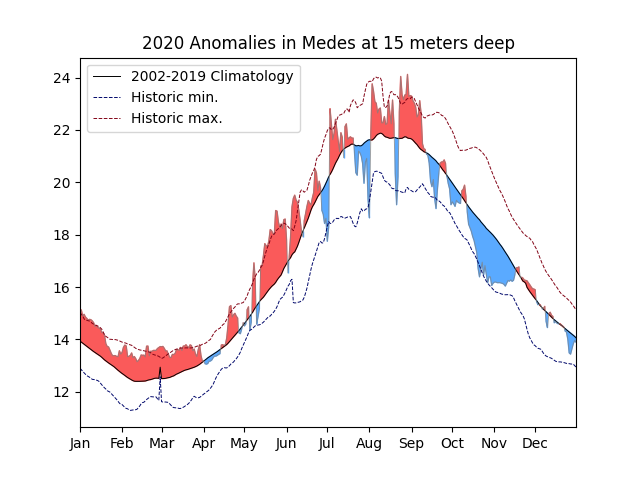 2020 Anomalies in Medes at 15 meters deep
2002-2019 Climatology
Historic min.
Historic max.
24
22
20
18
16
14
12
Jan Feb Mar Apr May Jun Jul Aug Sep Oct Nov Dec